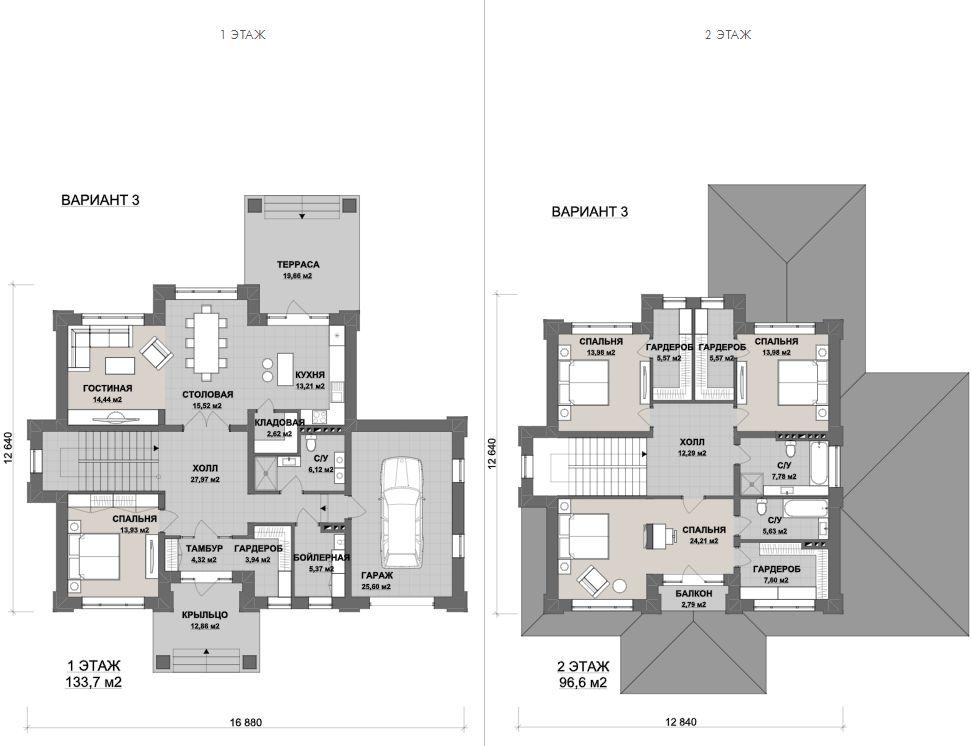 1 ЭТАЖ
ВАРИАНТ 3
ТЕРРАСА
19,66 м2
ГОСТИНАЯ
14,44 м2
СТОЛОВАЯ
15,52 м2
КУХНЯ
13,21 м2
КЛАДОВАЯ
2,62 м2
ХОЛЛ
27,97 м2
С/У
6,12 м2
СПАЛЬНЯ
13,93 м2
ТАМБУР
4,32 м2
ГАРДЕРОБ
3,94 м2
БОЙЛЕРНАЯ
5,37 м2
ГАРАЖ
25,60 м2
КРЫЛЬЦО
12,86 м2
12 640
1 ЭТАЖ
133,7 м2
16 880
2 ЭТАЖ
ВАРИАНТ 3
СПАЛЬНЯ
13,98 м2
ГАРДЕРОБ
5,57 м2
ГАРДЕРОБ
5,57 м2
СПАЛЬНЯ
13,98 м2
ХОЛЛ
12,29 м2
С/У
7,78 м2
С/У
5,63 м2
СПАЛЬНЯ
24,21 м2
ГАРДЕРОБ
7,60 м2
БАЛКОН
2,79 м2
12 640
2 ЭТАЖ
96,6 м2
12 840